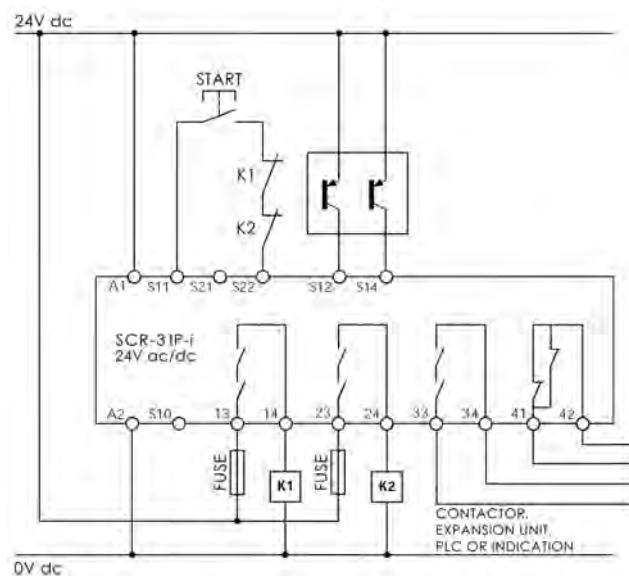 24V dc
START
K1
K2
A1 S11 S21 S22 S12 S14
SCR-31P-i
24V ac/dc
A2 S10 13 14 23 24 33 34 41 42
FUSE K1 FUSE K2
CONTACTOR,
EXPANSION UNIT,
PLC OR INDICATION
0V dc